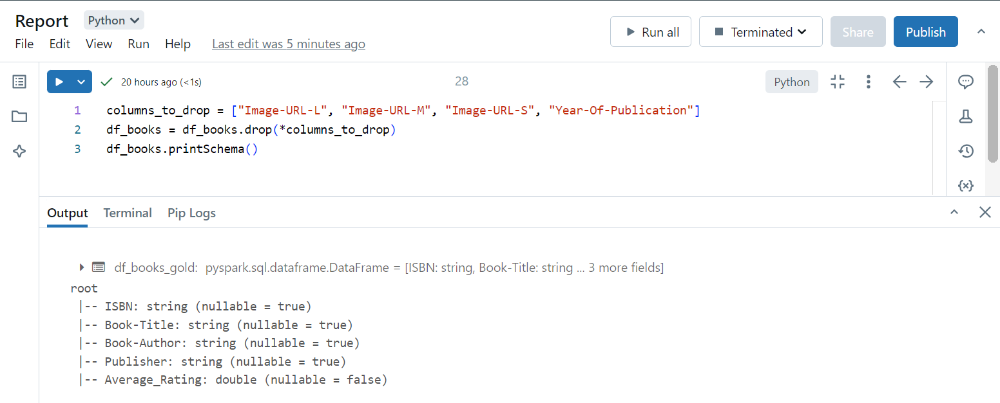 Report Python
Run all Terminated Share Publish
File Edit View Run Help Last edit was 5 minutes ago
20 hours ago (<1s) 28 Python
1 columns_to_drop = ["Image-URL-L", "Image-URL-M", "Image-URL-S", "Year-Of-Publication"]
2 df_books = df_books.drop(*columns_to_drop)
3 df_books.printSchema()
{x}
Output Terminal Pip Logs
df_books_gold: pyspark.sql.dataframe.DataFrame = [ISBN: string, Book-Title: string ... 3 more fields]
root
|-- ISBN: string (nullable = true)
|-- Book-Title: string (nullable = true)
|-- Book-Author: string (nullable = true)
|-- Publisher: string (nullable = true)
|-- Average_Rating: double (nullable = false)